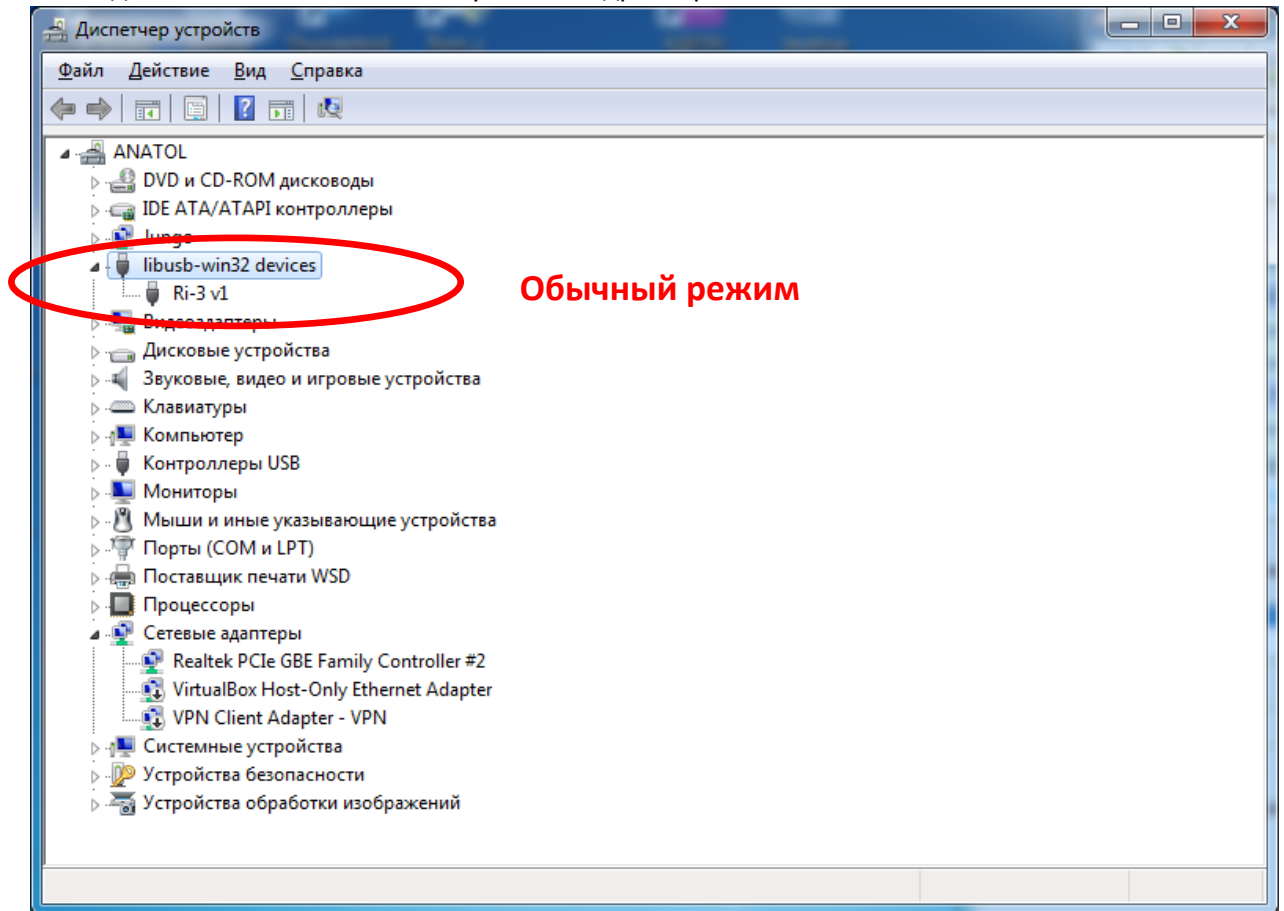 Диспетчер устройств
Файл Действие Вид Справка
ANATOL
DVD и CD-ROM дисководы
IDE ATA/ATAPI контроллеры
Jungo
libusb-win32 devices
Ri-3 v1
Обычный режим
Видеоадаптеры
Дисковые устройства
Звуковые, видео и игровые устройства
Клавиатуры
Компьютер
Контроллеры USB
Мониторы
Мыши и иные указывающие устройства
Порты (COM и LPT)
Поставщик печати WSD
Процессоры
Сетевые адаптеры
Realtek PCIe GBE Family Controller #2
VirtualBox Host-Only Ethernet Adapter
VPN Client Adapter - VPN
Системные устройства
Устройства безопасности
Устройства обработки изображений